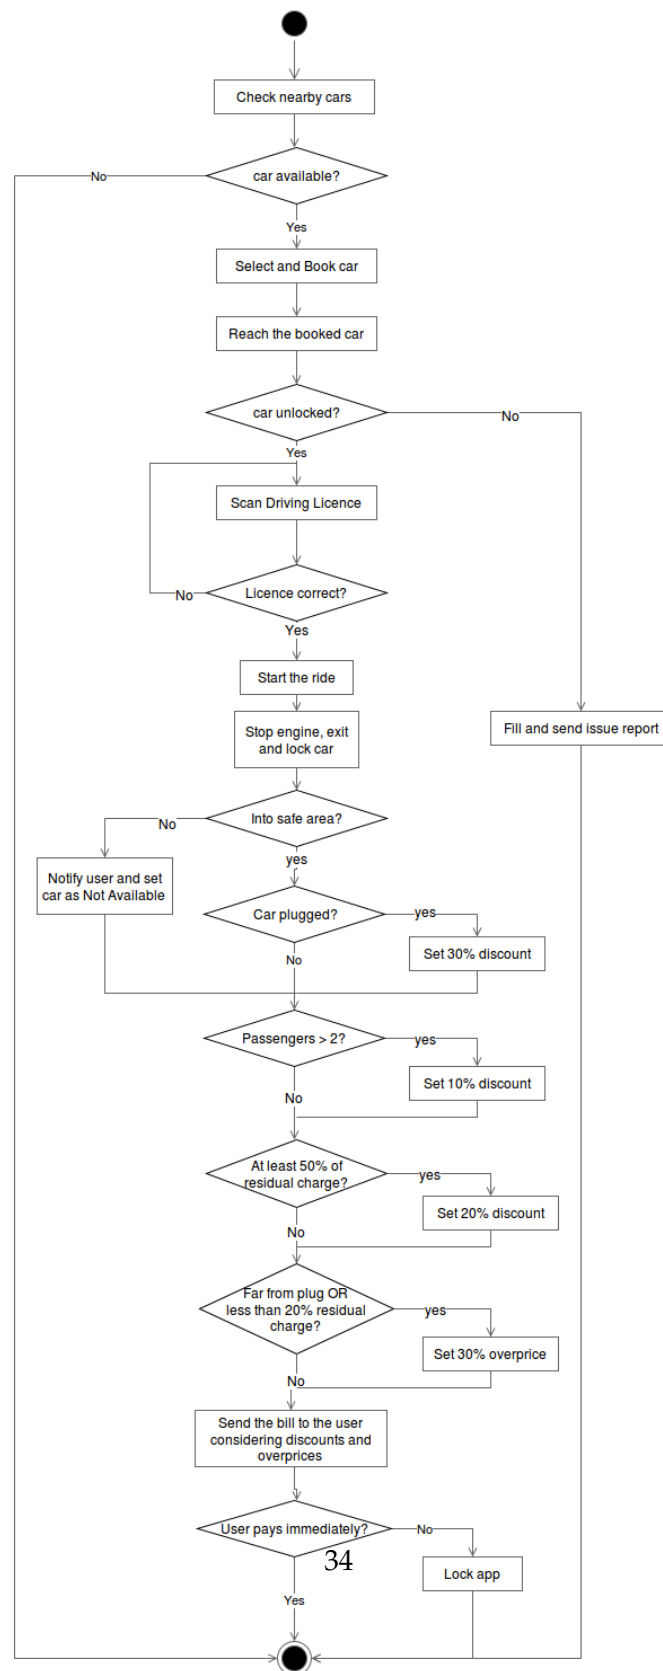 Check nearby cars
No
car available?
Yes
Select and Book car
Reach the booked car
car unlocked?
No
Yes
Scan Driving Licence
No
Licence correct?
Yes
Start the ride
Stop engine, exit
and lock car
Fill and send issue report
No
Into safe area?
yes
Notify user and set
car as Not Available
Car plugged?
yes
Set 30% discount
No
Passengers > 2?
yes
Set 10% discount
No
At least 50% of
residual charge?
yes
Set 20% discount
No
Far from plug OR
less than 20% residual
charge?
yes
Set 30% overprice
No
Send the bill to the user
considering discounts and
overprices
User pays immediately?
No
34
Lock app
Yes